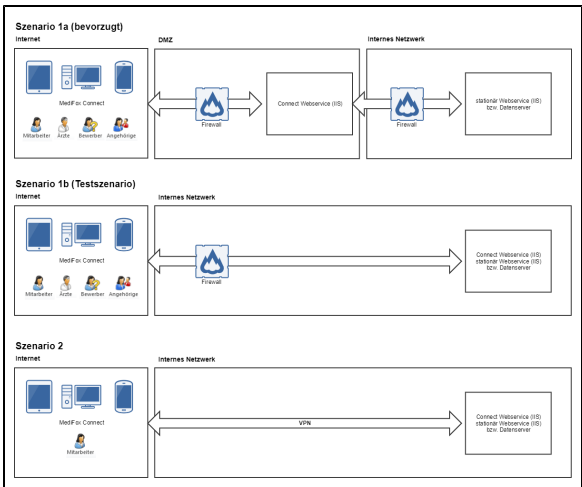 Szenario 1a (bevorzugt)
Internet
DMZ
Internes Netzwerk
MediFox Connect
Mitarbeiter
Ärzte
Bewerber
Angehörige
Firewall
Connect Webservice (IIS)
Firewall
stationär Webservice (IIS)
bzw. Datenserver
Szenario 1b (Testszenario)
Internet
Internes Netzwerk
MediFox Connect
Mitarbeiter
Ärzte
Bewerber
Angehörige
Firewall
Connect Webservice (IIS)
stationär Webservice (IIS)
bzw. Datenserver
Szenario 2
Internet
Internes Netzwerk
MediFox Connect
Mitarbeiter
VPN
Connect Webservice (IIS)
stationär Webservice (IIS)
bzw. Datenserver